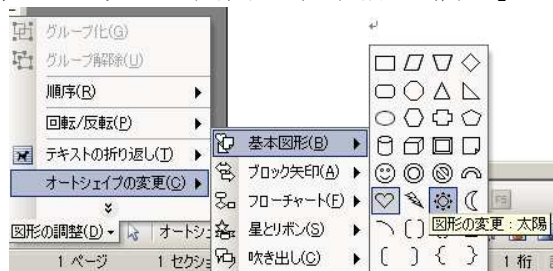 グループ化(G)
グループ解除(U)
順序(R)
回転/反転(P)
テキストの折り返し(T)
オートシェイプの変更(C)
図形の調整(D)
オートシ
基本図形(B)
ブロック矢印(A)
フローチャート(F)
星とリボン(S)
吹き出し(C)
図形の変更 : 太陽
1 ページ
1 セクシ
1 桁